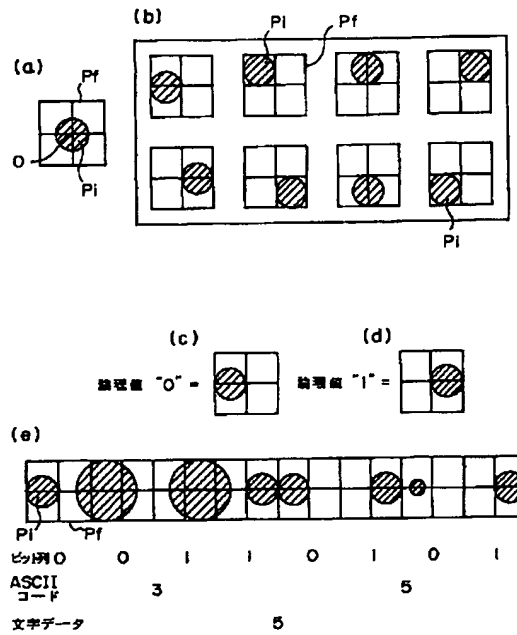 (a)
Pf
O
Pi
(b)
Pi
Pf
Pi
(c)
論理値 "0" =
(d)
論理値 "1" =
(e)
Pi
Pf
ビット列 0 0 1 1 0 1 0 1
ASCII コード 3 5
文字データ 5